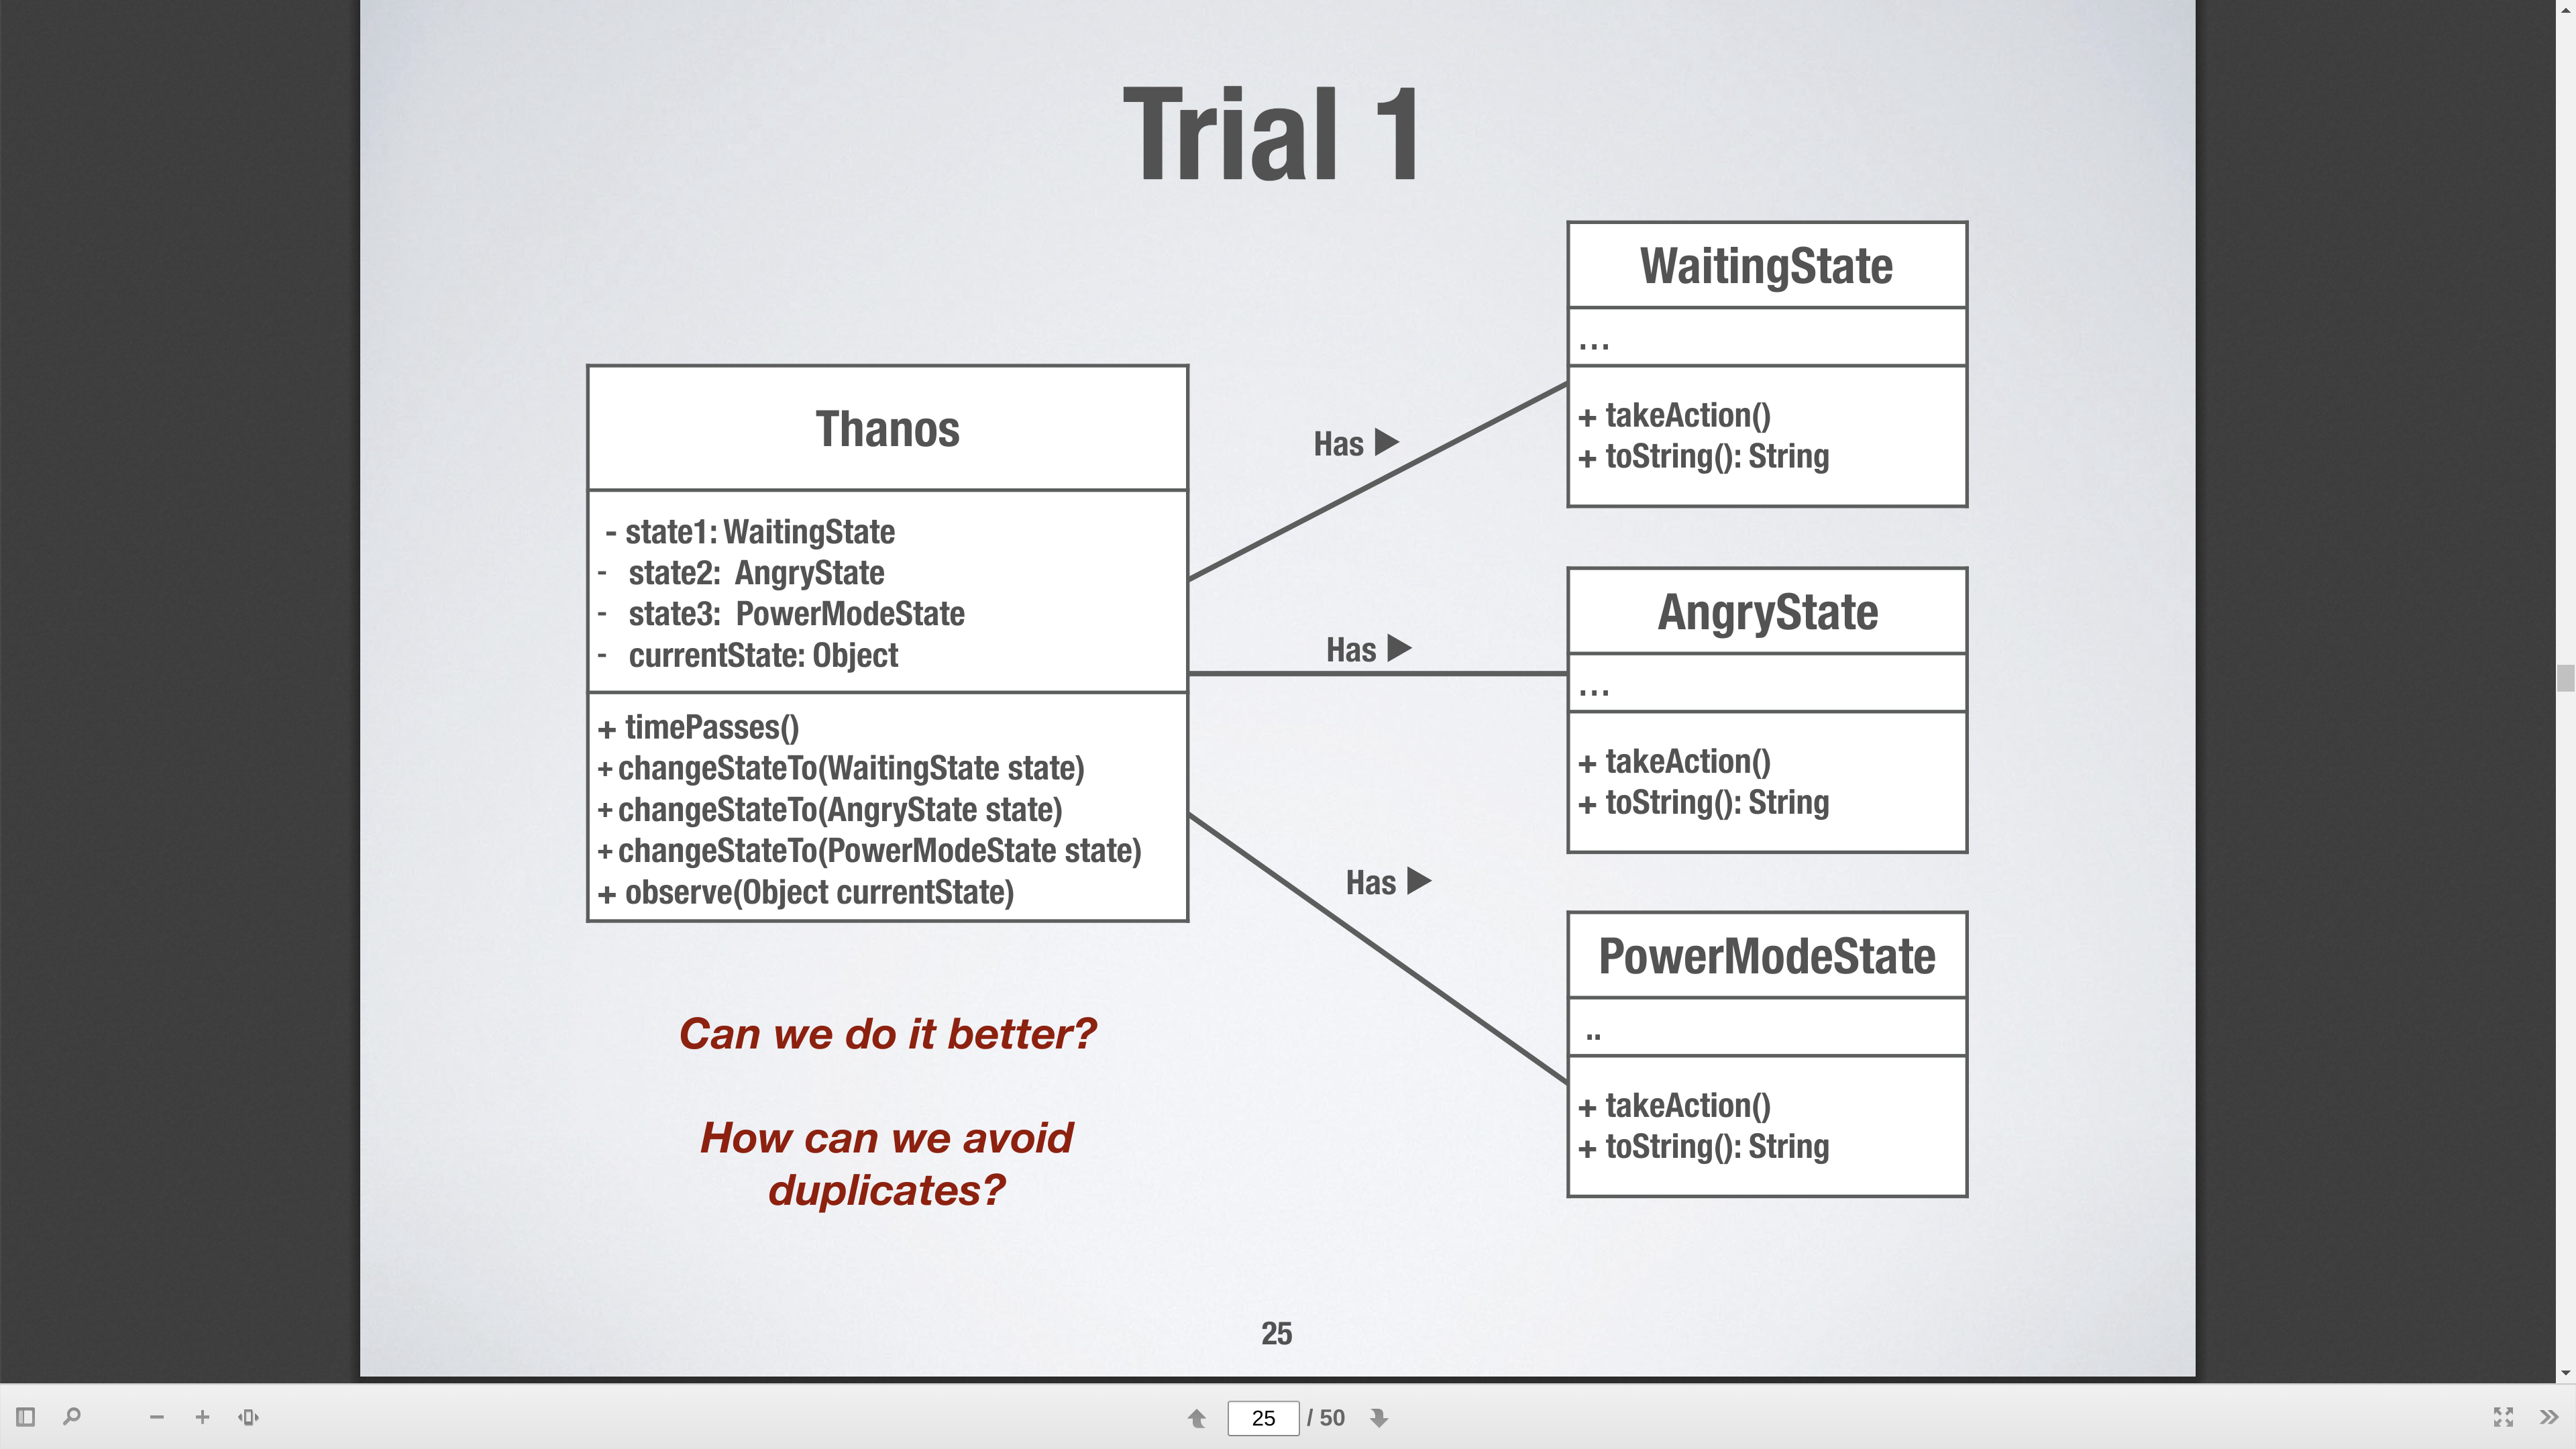 Trial 1
Thanos
- state1: WaitingState
- state2: AngryState
- state3: PowerModeState
- currentState: Object
+ timePasses()
+ changeStateTo(WaitingState state)
+ changeStateTo(AngryState state)
+ changeStateTo(PowerModeState state)
+ observe(Object currentState)
Has ▶
Has ▶
Has ▶
WaitingState
...
+ takeAction()
+ toString(): String
AngryState
...
+ takeAction()
+ toString(): String
PowerModeState
..
+ takeAction()
+ toString(): String
Can we do it better?
How can we avoid
duplicates?
25
25 / 50